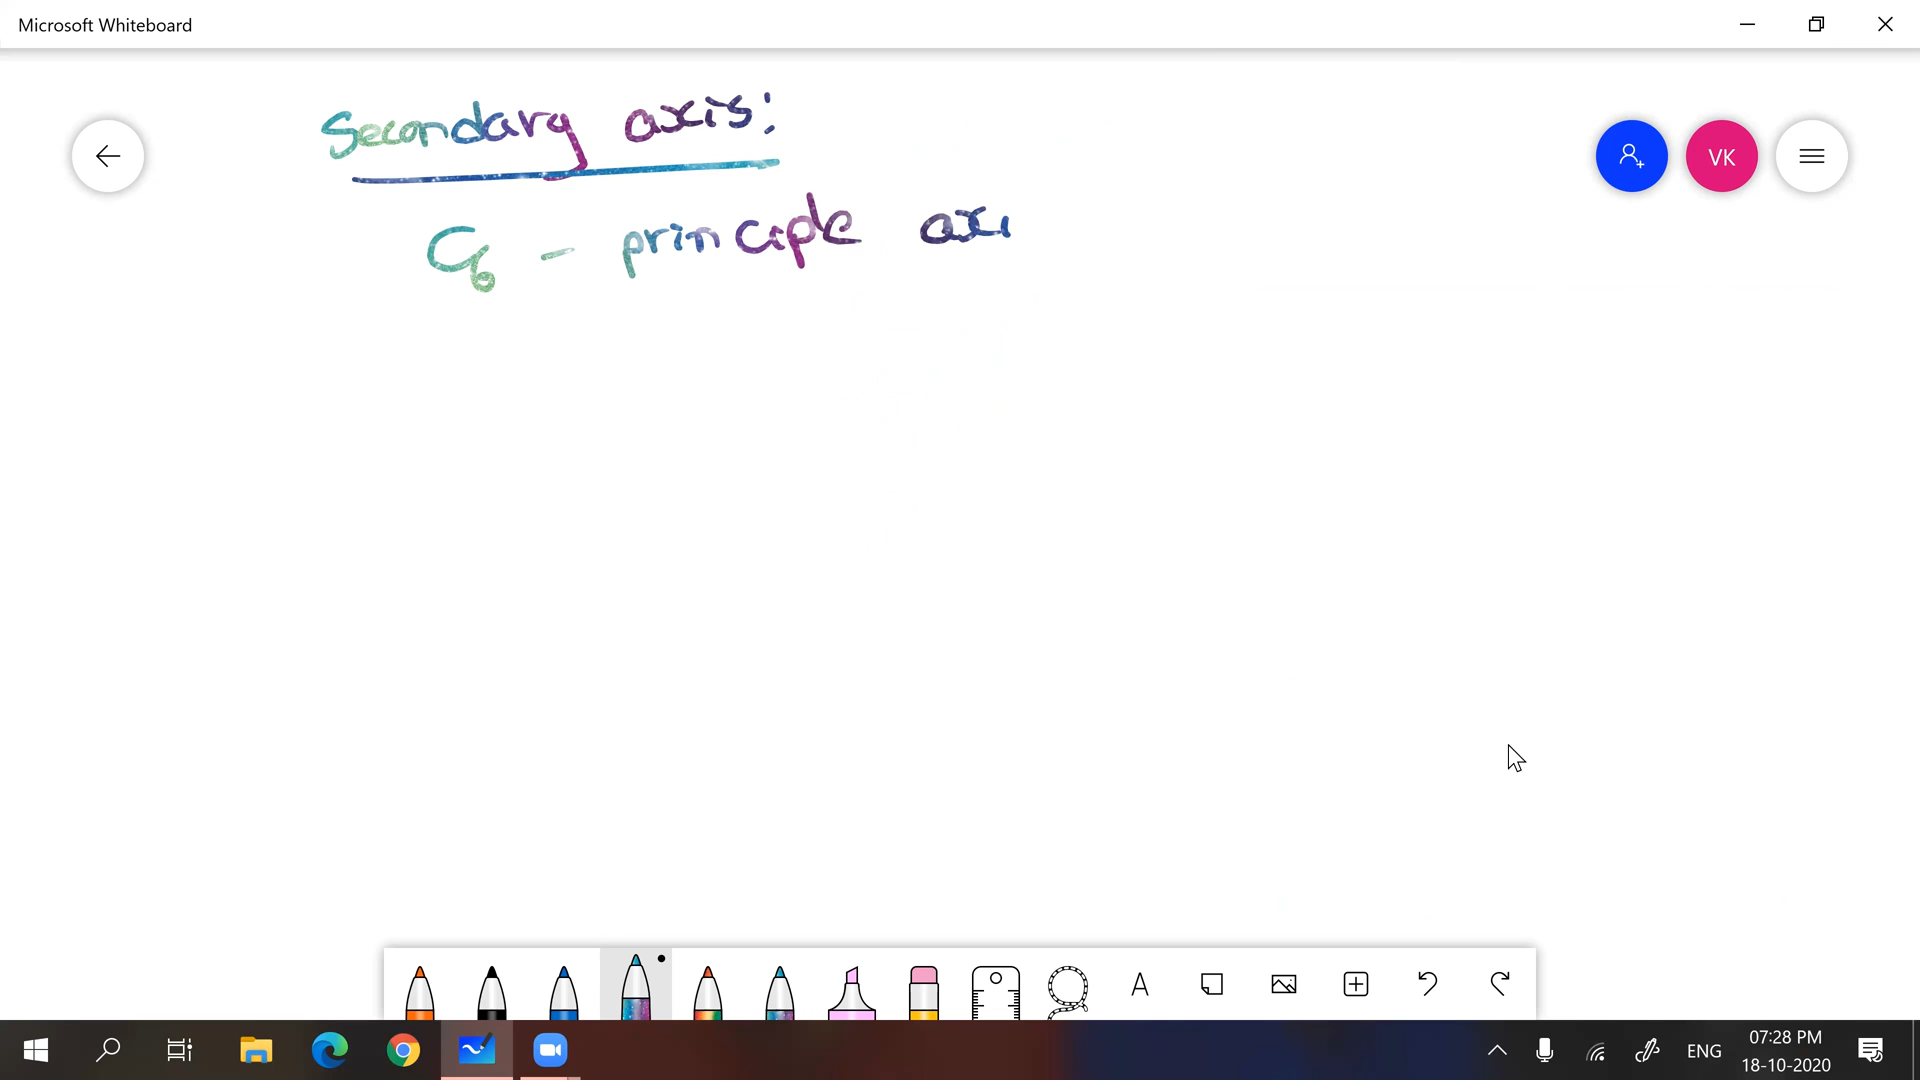 Microsoft Whiteboard
Secondary axis:
C6 - principle axi
VK
A
ENG
07:28 PM
18-10-2020